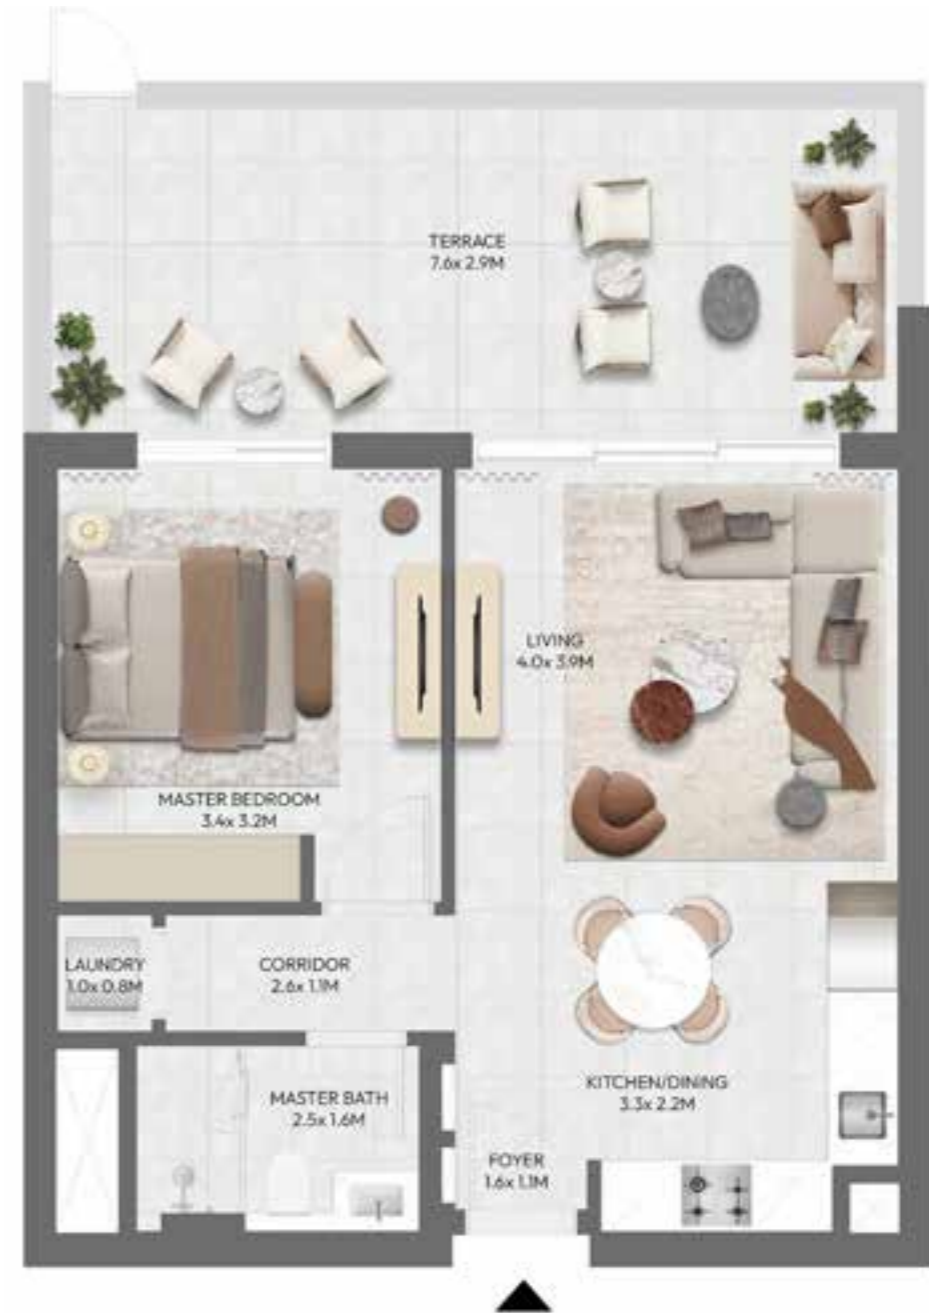 TERRACE
7.6x 2.9M
LIVING
4.0x 3.9M
MASTER BEDROOM
3.4x 3.2M
LAUNDRY
1.0x 0.8M
CORRIDOR
2.6x 1.1M
KITCHEN/DINING
3.3x 2.2M
MASTER BATH
2.5x 1.6M
FOYER
1.6x 1.1M